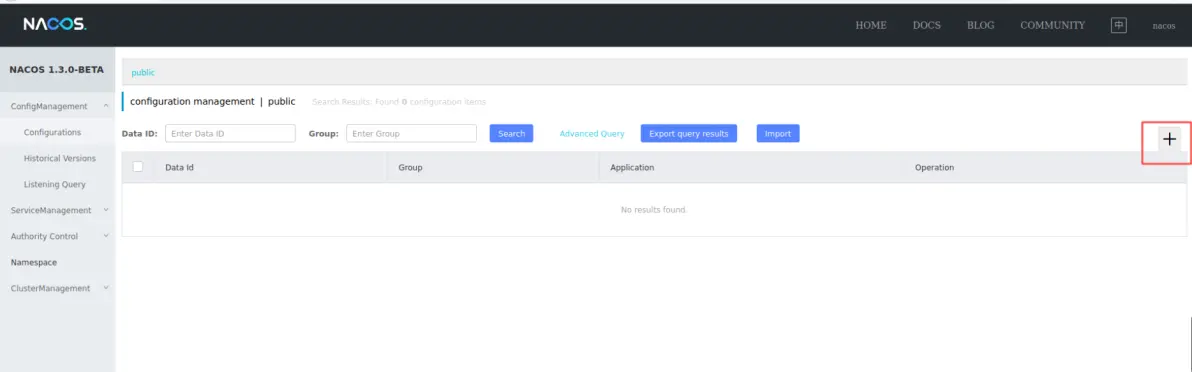 NACOS. HOME DOCS BLOG COMMUNITY 中 nacos
NACOS 1.3.0-BETA
public
ConfigManagement
configuration management | public Search Results: Found 0 configuration items
Configurations
Data ID: Enter Data ID Group: Enter Group Search Advanced Query Export query results Import +
Historical Versions
Data Id Group Application Operation
Listening Query
ServiceManagement
No results found.
Authority Control
Namespace
ClusterManagement